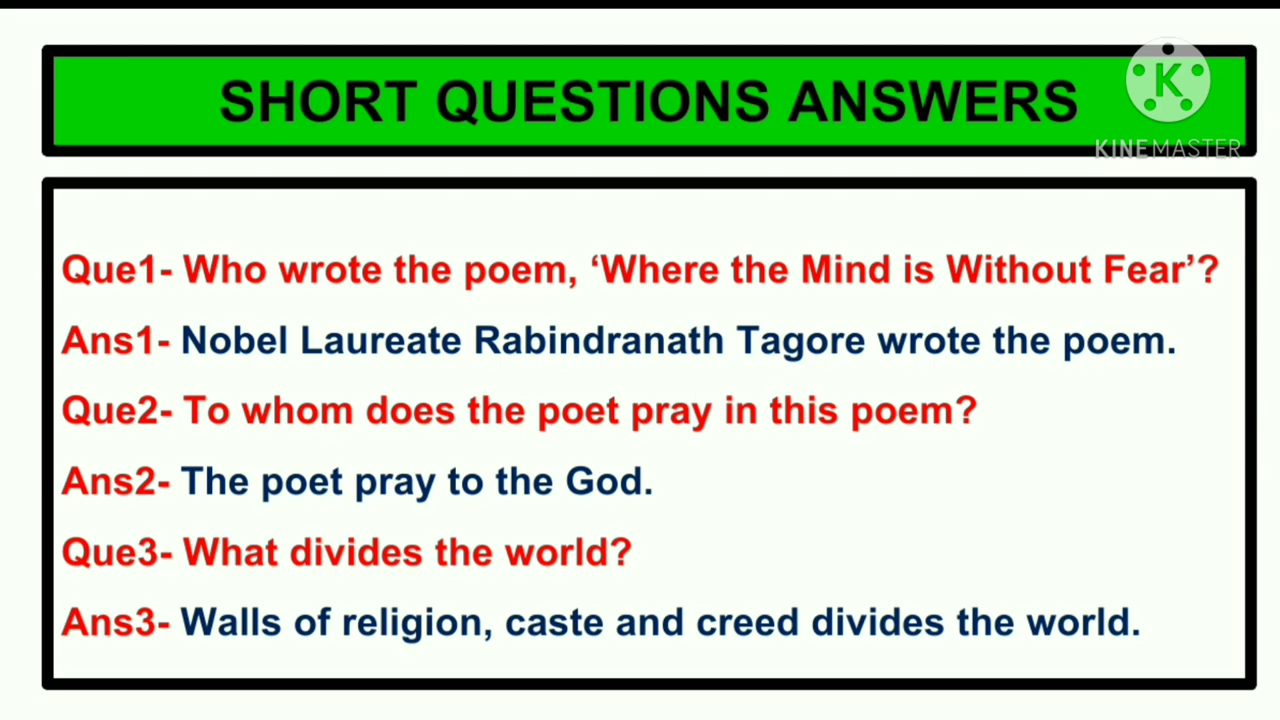 SHORT QUESTIONS ANSWERS
K
KINEMASTER
Que1- Who wrote the poem, ‘Where the Mind is Without Fear’?
Ans1- Nobel Laureate Rabindranath Tagore wrote the poem.
Que2- To whom does the poet pray in this poem?
Ans2- The poet pray to the God.
Que3- What divides the world?
Ans3- Walls of religion, caste and creed divides the world.